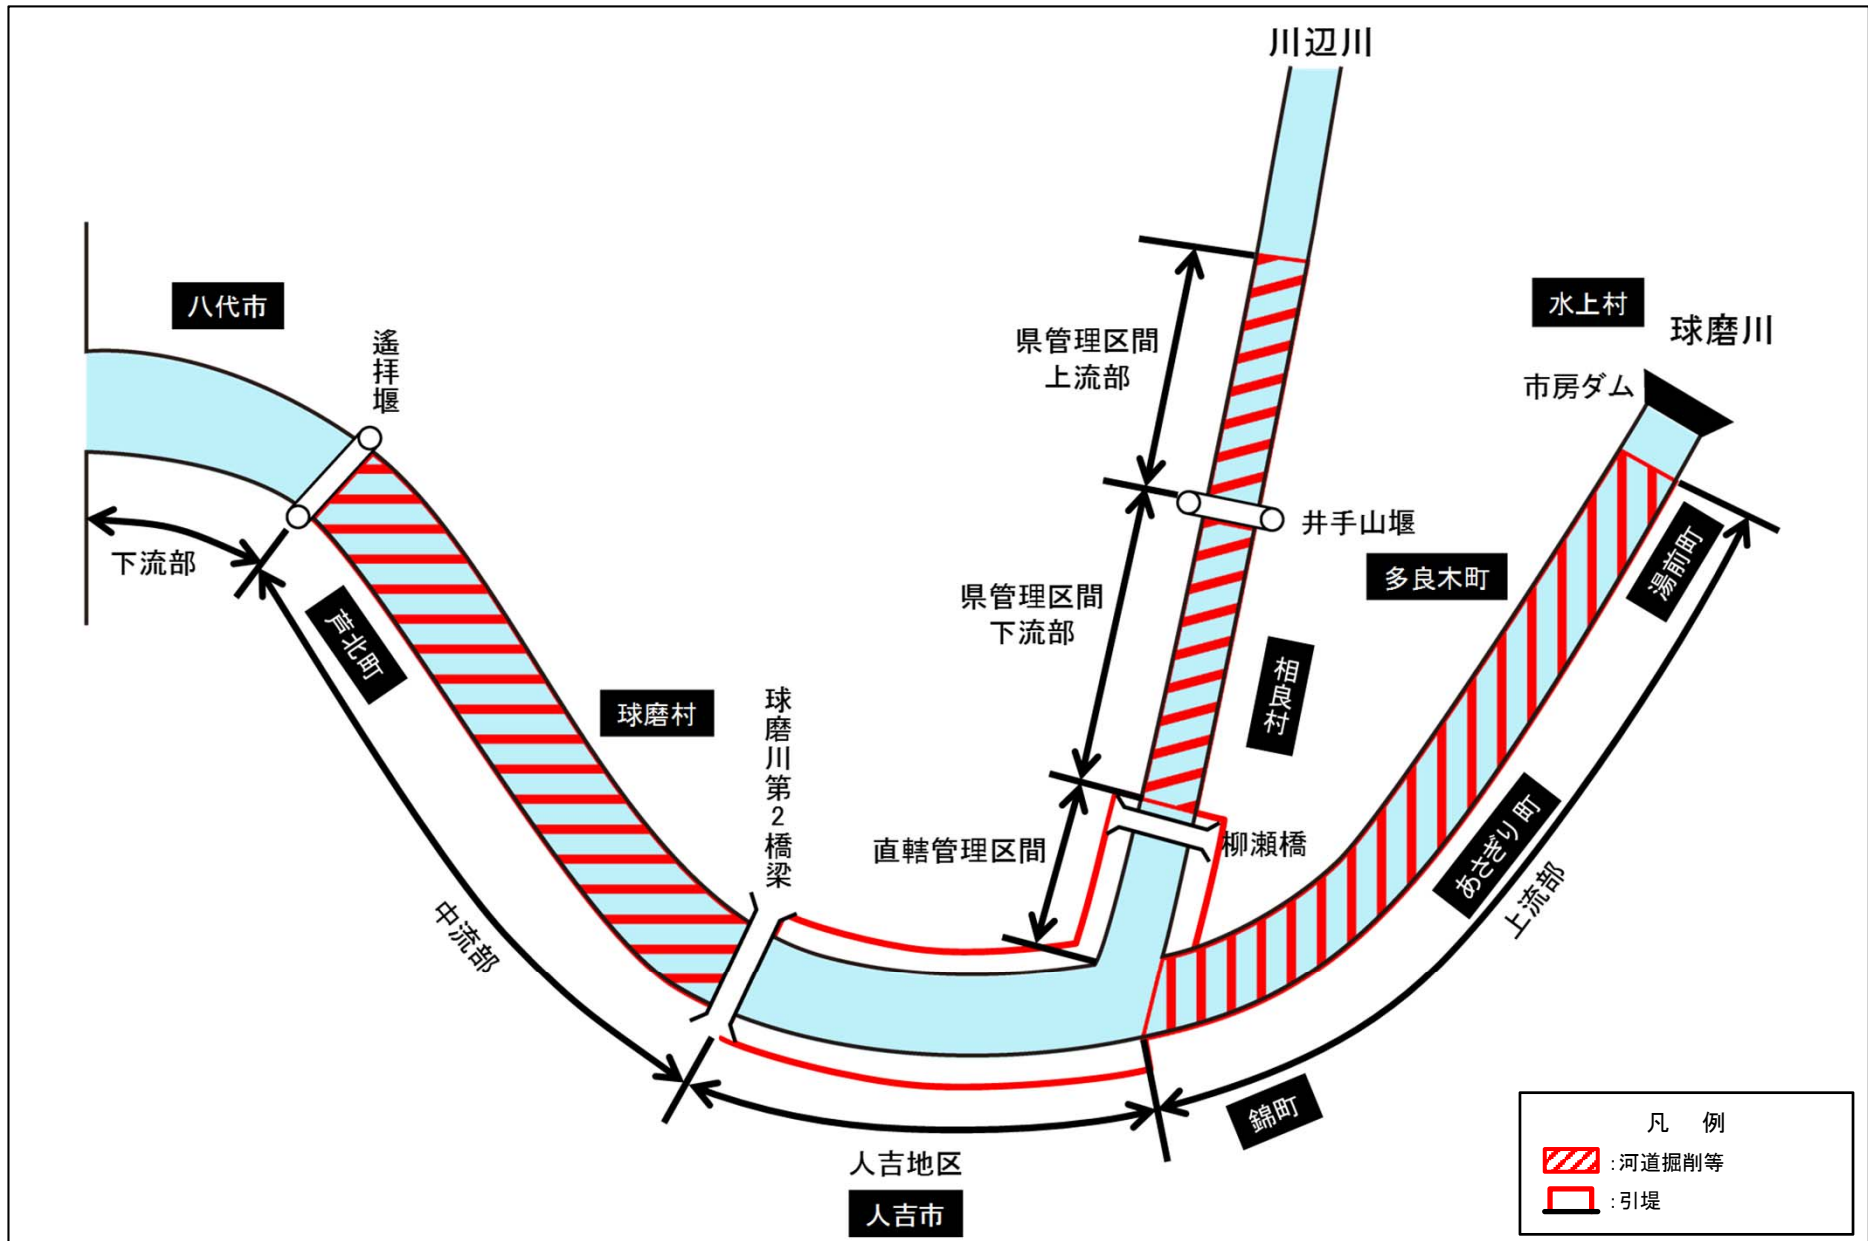 川辺川
水上村
球磨川
八代市
遙拝堰
県管理区間
上流部
市房ダム
井手山堰
下流部
多良木町
湯前町
県管理区間
下流部
芦北町
相良村
球磨村
球磨川第2橋梁
直轄管理区間
柳瀬橋
あさぎり町
上流部
中流部
錦町
人吉地区
人吉市
凡　例
：河道掘削等
：引堤